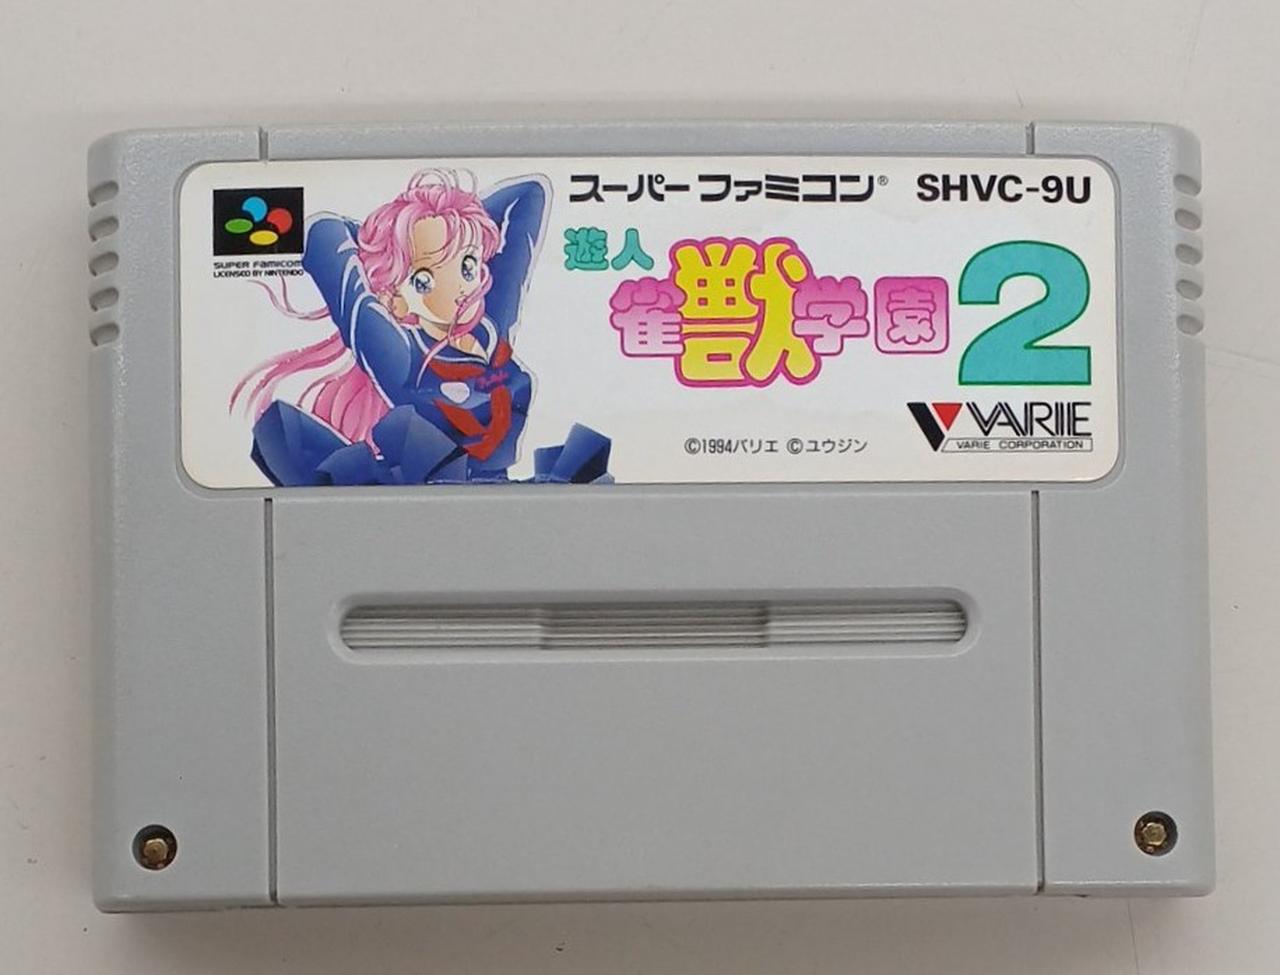 スーパーファミコン® SHVC-9U
SUPER FAMICOM
LICENSED BY NINTENDO
遊人
雀獣学園2
VARIE
VARIE CORPORATION
©1994バリエ ©ユウジン